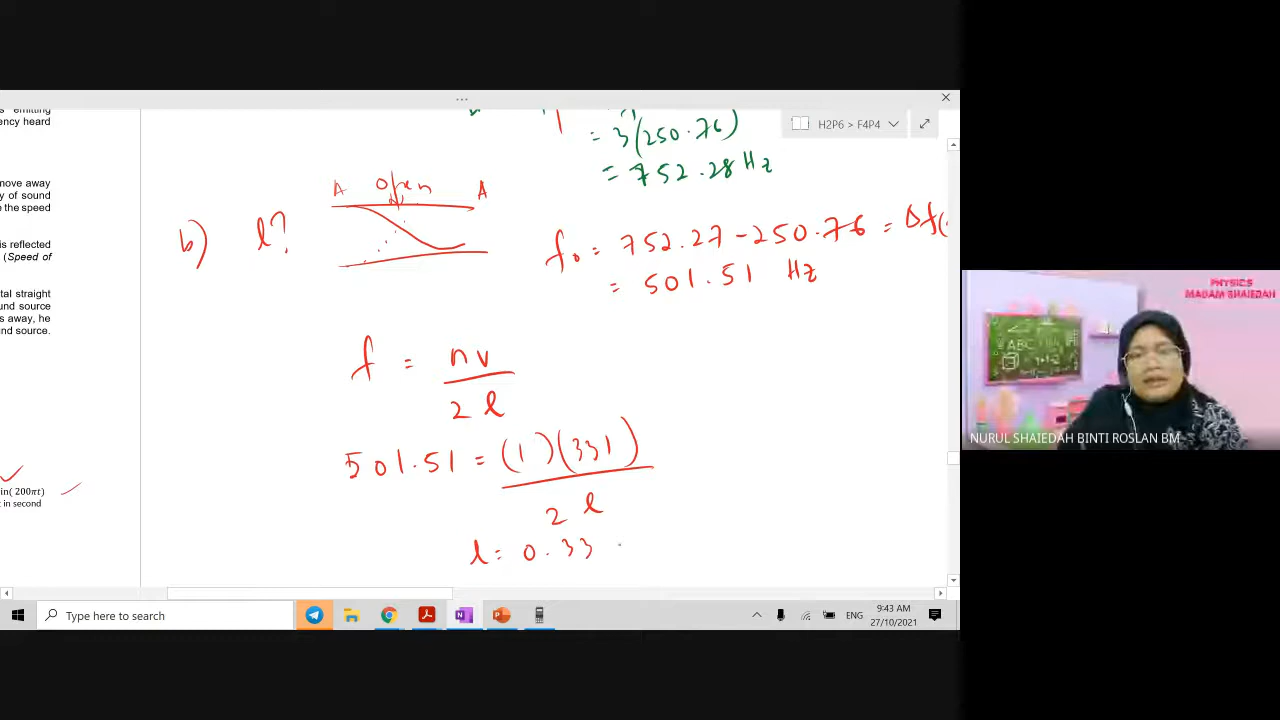 s emitting
ency heard
move away
y of sound
e the speed
is reflected
(Speed of
tal straight
und source
s away, he
und source.
in( 200πt)
t in second
H2P6 > F4P4
= 3(250.76)
= 752.28 Hz
A open A
b) l?
f₀ = 752.27 - 250.76 = Δf(
= 501.51 Hz
f = nv / 2l
501.51 = (1)(331) / 2l
l = 0.33
PHYSICS
MADAM SHAIEDAH
ABC
NURUL SHAIEDAH BINTI ROSLAN BM
Type here to search
ENG
9:43 AM
27/10/2021